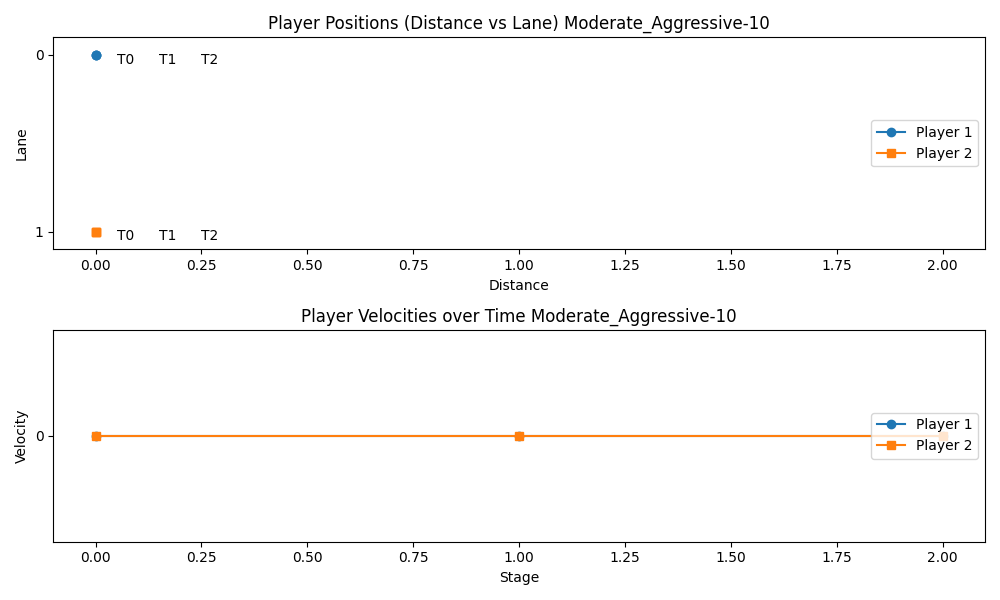 Player Positions (Distance vs Lane) Moderate_Aggressive-10
Lane
0
1
T0 T1 T2
T0 T1 T2
Player 1
Player 2
0.00 0.25 0.50 0.75 1.00 1.25 1.50 1.75 2.00
Distance
Player Velocities over Time Moderate_Aggressive-10
Velocity
0
Player 1
Player 2
0.00 0.25 0.50 0.75 1.00 1.25 1.50 1.75 2.00
Stage